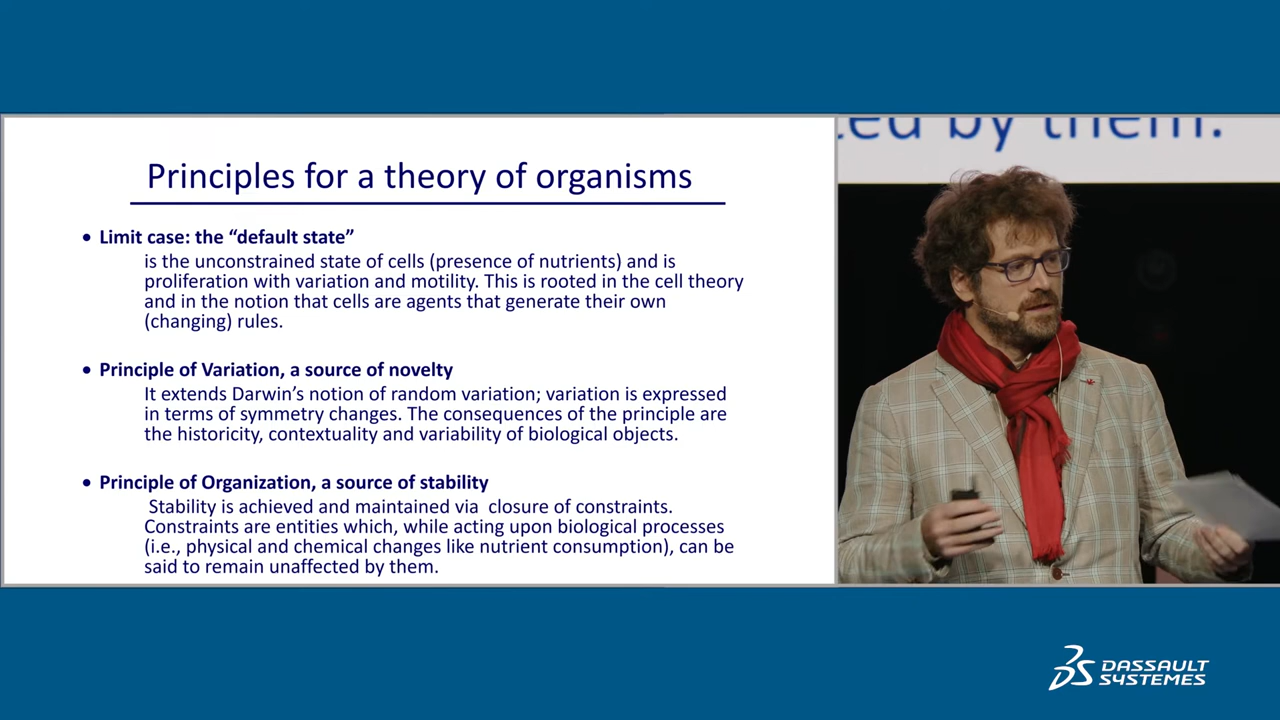 Principles for a theory of organisms
• Limit case: the “default state”
is the unconstrained state of cells (presence of nutrients) and is
proliferation with variation and motility. This is rooted in the cell theory
and in the notion that cells are agents that generate their own
(changing) rules.
• Principle of Variation, a source of novelty
It extends Darwin’s notion of random variation; variation is expressed
in terms of symmetry changes. The consequences of the principle are
the historicity, contextuality and variability of biological objects.
• Principle of Organization, a source of stability
Stability is achieved and maintained via closure of constraints.
Constraints are entities which, while acting upon biological processes
(i.e., physical and chemical changes like nutrient consumption), can be
said to remain unaffected by them.
by them.
DASSAULT
SYSTEMES